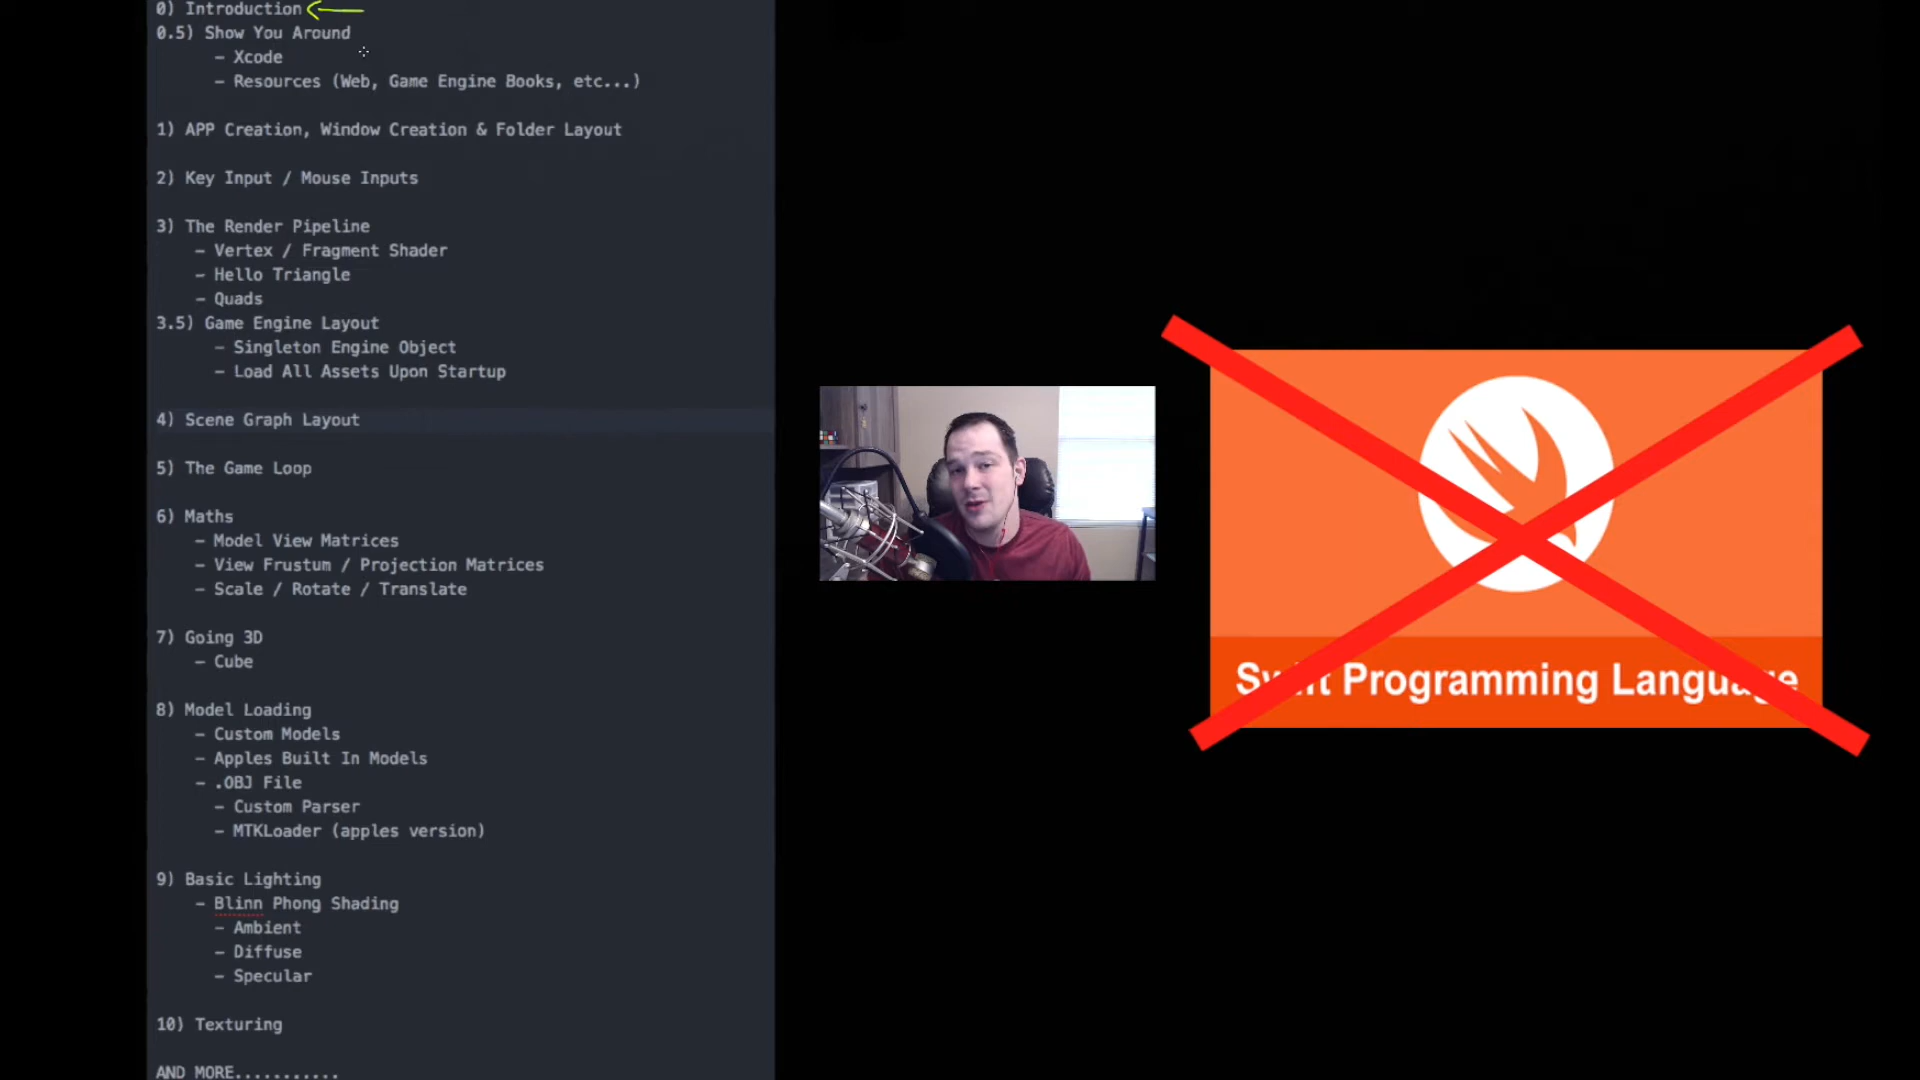 0) Introduction
0.5) Show You Around
- Xcode
- Resources (Web, Game Engine Books, etc...)
1) APP Creation, Window Creation & Folder Layout
2) Key Input / Mouse Inputs
3) The Render Pipeline
- Vertex / Fragment Shader
- Hello Triangle
- Quads
3.5) Game Engine Layout
- Singleton Engine Object
- Load All Assets Upon Startup
4) Scene Graph Layout
5) The Game Loop
6) Maths
- Model View Matrices
- View Frustum / Projection Matrices
- Scale / Rotate / Translate
7) Going 3D
- Cube
8) Model Loading
- Custom Models
- Apples Built In Models
- .OBJ File
- Custom Parser
- MTKLoader (apples version)
9) Basic Lighting
- Blinn Phong Shading
- Ambient
- Diffuse
- Specular
10) Texturing
AND MORE...........
Swift Programming Language